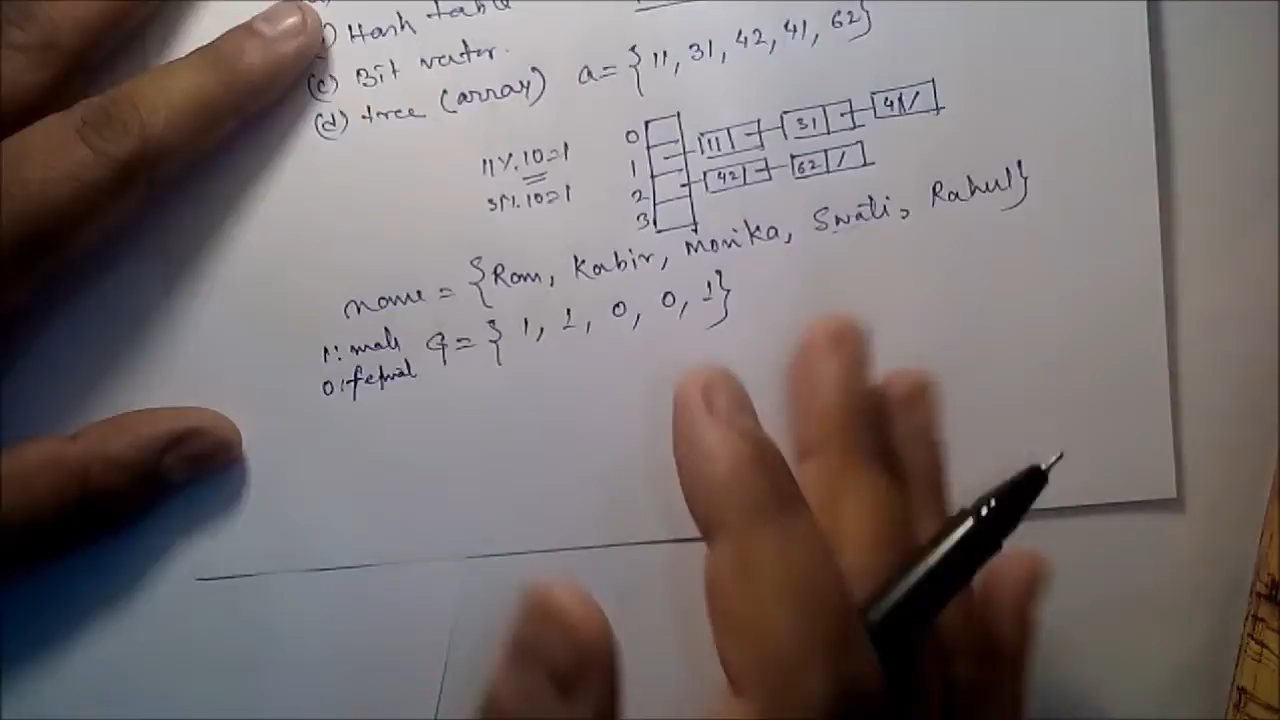 Hash table
(c) Bit vector.
(d) tree (array) a={11, 31, 42, 41, 62}
11%.10=1
31%.10=1
0
1 11 31 41 /
2 42 62 /
3
name = {Ram, Kabir, Monika, Swati, Rahul}
1: male G = { 1, 1, 0, 0, 1}
0: